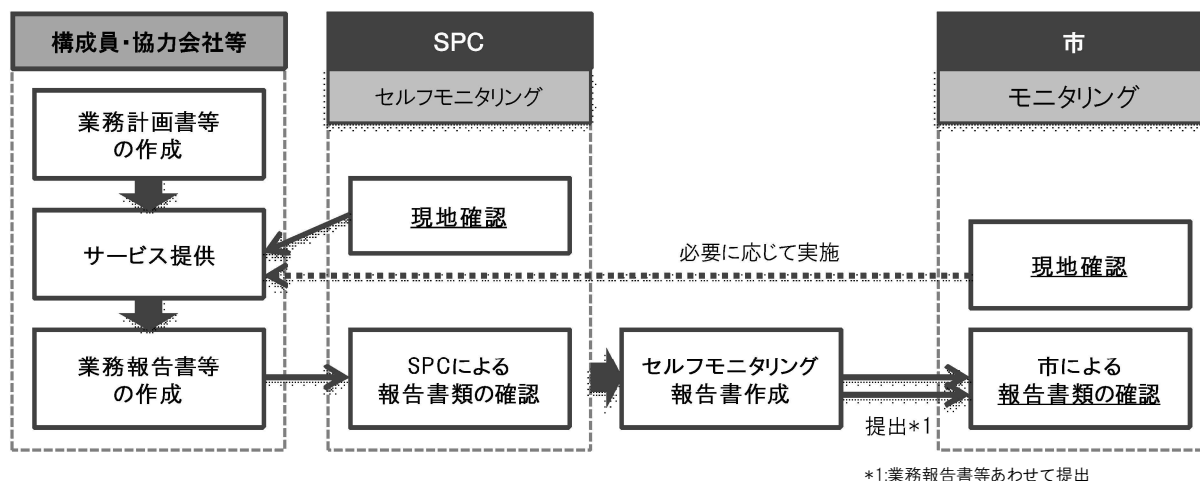 構成員・協力会社等
SPC
市
セルフモニタリング
モニタリング
業務計画書等
の作成
サービス提供
現地確認
必要に応じて実施
現地確認
業務報告書等
の作成
SPCによる
報告書類の確認
セルフモニタリング
報告書作成
市による
報告書類の確認
提出*1
*1:業務報告書等あわせて提出